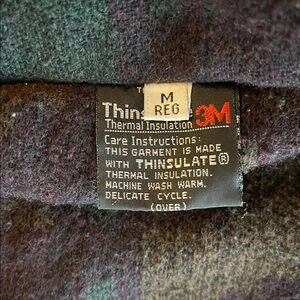 M
REG
Thin
3M
Thermal Insulation
Care Instructions:
THIS GARMENT IS MADE
WITH THINSULATE®
THERMAL INSULATION.
MACHINE WASH WARM.
DELICATE CYCLE.
(OVER)